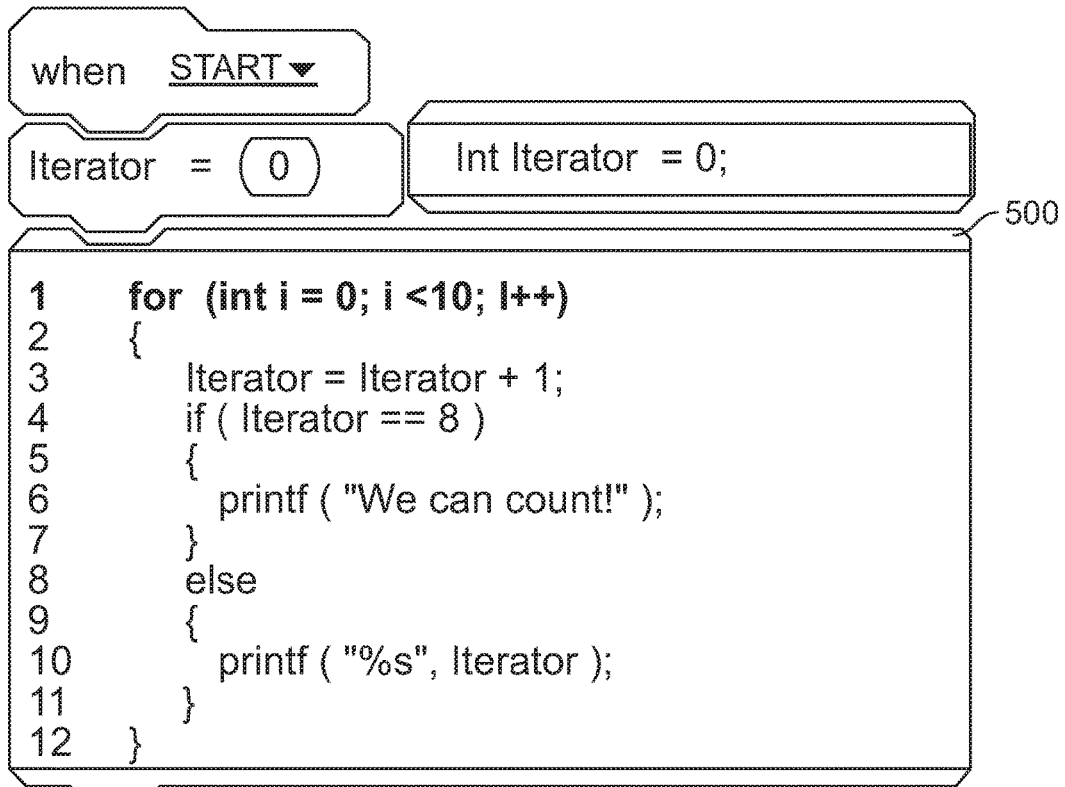 when START
Iterator = 0
Int Iterator = 0;
500
1 for (int i = 0; i <10; I++)
2 {
3 Iterator = Iterator + 1;
4 if ( Iterator == 8 )
5 {
6 printf ( "We can count!" );
7 }
8 else
9 {
10 printf ( "%s", Iterator );
11 }
12 }